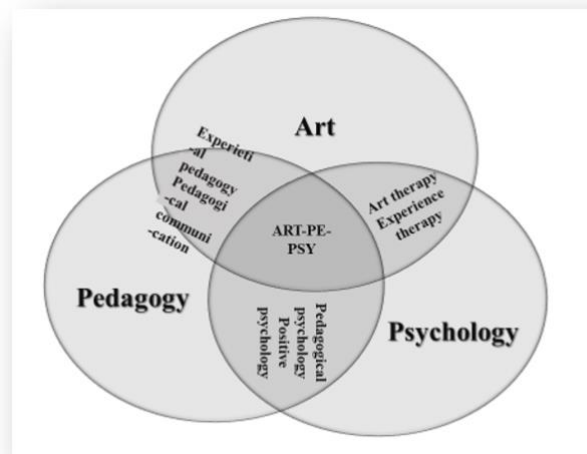 Art
Experieti
-al
pedagogy
Pedagogi
-cal
communi
-cation
Art therapy
Experience
therapy
ART-PE-
PSY
Pedagogy
Psychology
Pedagogical
psychology
Positive
psychology